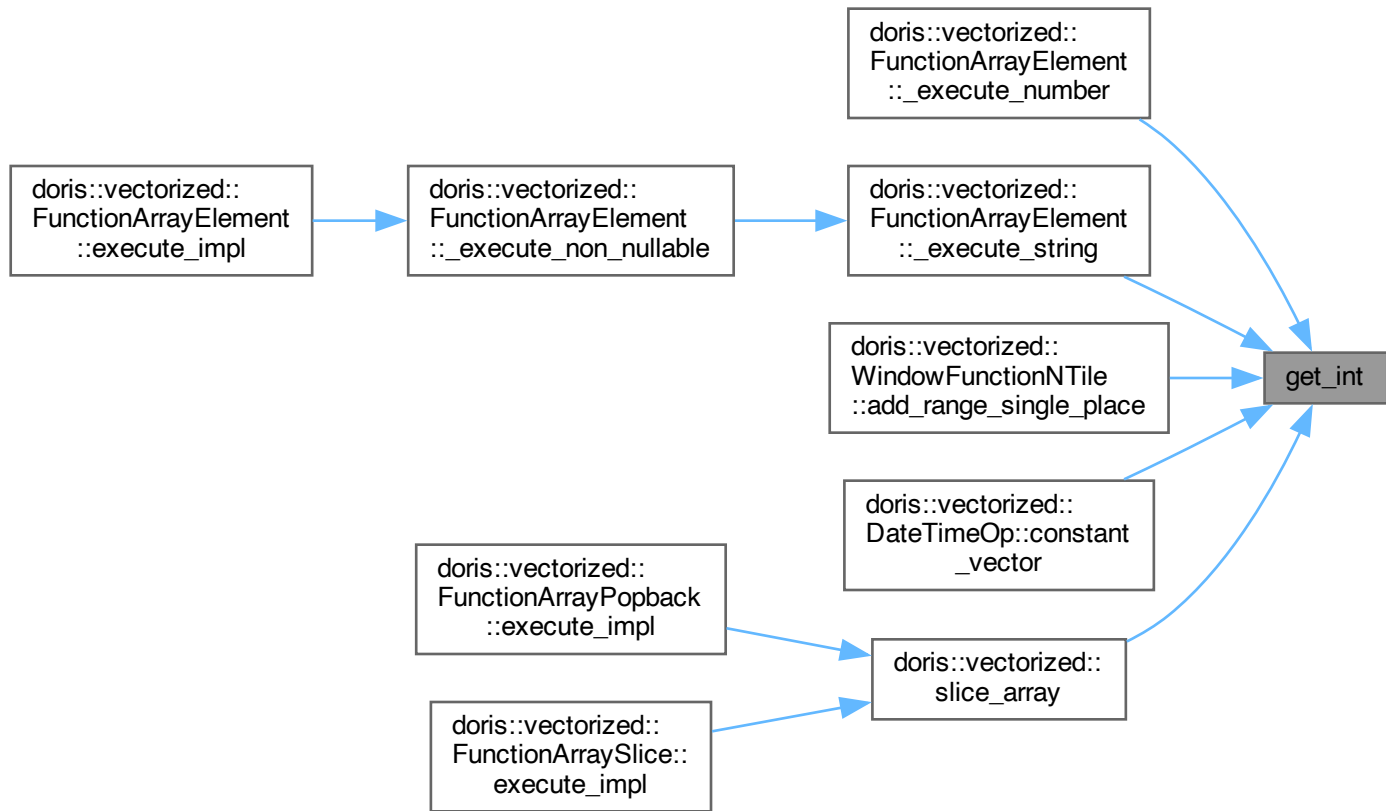 doris::vectorized::
FunctionArrayElement
::_execute_number
doris::vectorized::
FunctionArrayElement
::execute_impl
doris::vectorized::
FunctionArrayElement
::_execute_non_nullable
doris::vectorized::
FunctionArrayElement
::_execute_string
doris::vectorized::
WindowFunctionNTile
::add_range_single_place
get_int
doris::vectorized::
DateTimeOp::constant
_vector
doris::vectorized::
FunctionArrayPopback
::execute_impl
doris::vectorized::
slice_array
doris::vectorized::
FunctionArraySlice::
execute_impl